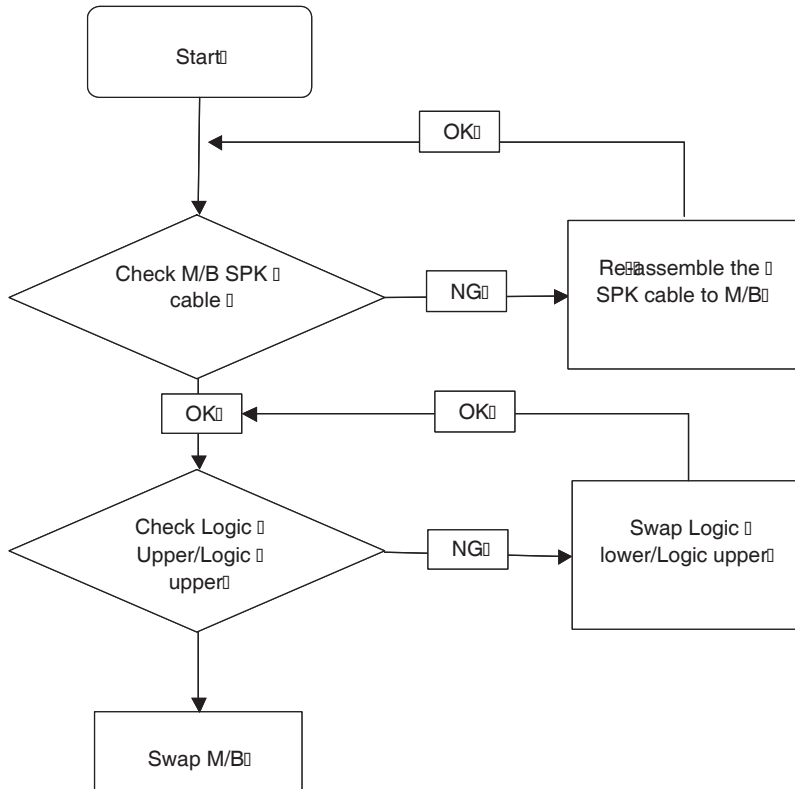 Start
OK
Check M/B SPK
cable
NG
Re-assemble the
SPK cable to M/B
OK
OK
Check Logic
Upper/Logic
upper
NG
Swap Logic
lower/Logic upper
Swap M/B